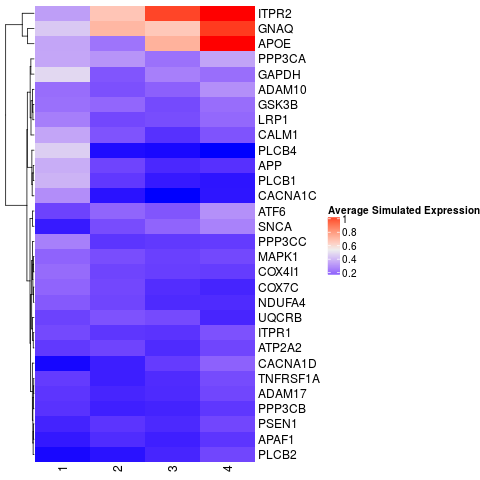 ITPR2
GNAQ
APOE
PPP3CA
GAPDH
ADAM10
GSK3B
LRP1
CALM1
PLCB4
APP
PLCB1
CACNA1C
ATF6
SNCA
PPP3CC
MAPK1
COX4I1
COX7C
NDUFA4
UQCRB
ITPR1
ATP2A2
CACNA1D
TNFRSF1A
ADAM17
PPP3CB
PSEN1
APAF1
PLCB2
1 2 3 4
Average Simulated Expression
1
0.8
0.6
0.4
0.2